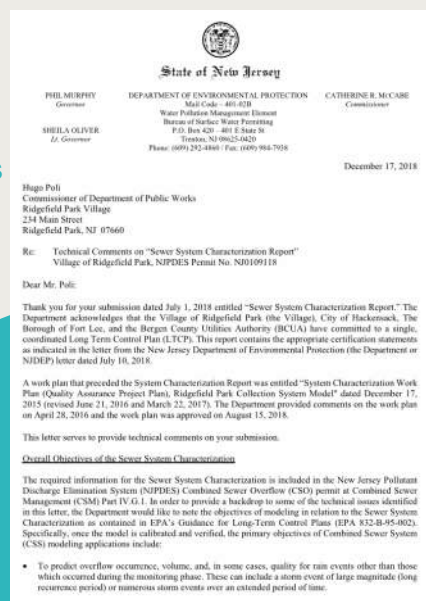 State of New Jersey
PHIL MURPHY
Governor
SHEILA OLIVER
Lt. Governor
DEPARTMENT OF ENVIRONMENTAL PROTECTION
Mail Code – 401-02B
Water Pollution Management Element
Bureau of Surface Water Permitting
P.O. Box 420 – 401 E State St
Trenton, NJ 08625-0420
Phone: (609) 292-4860 / Fax: (609) 984-7938
CATHERINE R. McCABE
Commissioner
December 17, 2018
Hugo Poli
Commissioner of Department of Public Works
Ridgefield Park Village
234 Main Street
Ridgefield Park, NJ 07660
Re: Technical Comments on "Sewer System Characterization Report"
Village of Ridgefield Park, NJPDES Permit No. NJ0109118
Dear Mr. Poli:
Thank you for your submission dated July 1, 2018 entitled "Sewer System Characterization Report." The
Department acknowledges that the Village of Ridgefield Park (the Village), City of Hackensack, The
Borough of Fort Lee, and the Bergen County Utilities Authority (BCUA) have committed to a single,
coordinated Long Term Control Plan (LTCP). This report contains the appropriate certification statements
as indicated in the letter from the New Jersey Department of Environmental Protection (the Department or
NJDEP) letter dated July 10, 2018.
A work plan that preceded the System Characterization Report was entitled "System Characterization Work
Plan (Quality Assurance Project Plan), Ridgefield Park Collection System Model" dated December 17,
2015 (revised June 21, 2016 and March 22, 2017). The Department provided comments on the work plan
on April 28, 2016 and the work plan was approved on August 15, 2018.
This letter serves to provide technical comments on your submission.
Overall Objectives of the Sewer System Characterization
The required information for the Sewer System Characterization is included in the New Jersey Pollutant
Discharge Elimination System (NJPDES) Combined Sewer Overflow (CSO) permit at Combined Sewer
Management (CSM) Part IV.G.1. In order to provide a backdrop to some of the technical issues identified
in this letter, the Department would like to note the objectives of modeling in relation to the Sewer System
Characterization as contained in EPA's Guidance for Long-Term Control Plans (EPA 832-B-95-002).
Specifically, once the model is calibrated and verified, the primary objectives of Combined Sewer System
(CSS) modeling applications include:
• To predict overflow occurrence, volume, and, in some cases, quality for rain events other than those
which occurred during the monitoring phase. These can include a storm event of large magnitude (long
recurrence period) or numerous storm events over an extended period of time.